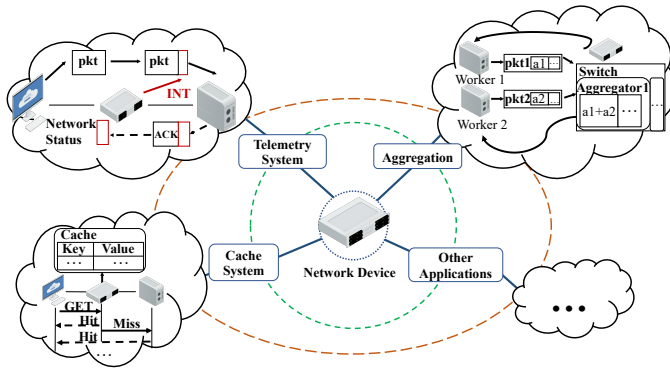 pkt
pkt
INT
Network
Status
ACK
Worker 1
pkt1 a1 ...
Worker 2
pkt2 a2 ...
Switch
Aggregator1
a1+a2 ...
...
Telemetry
System
Aggregation
Cache
System
Network Device
Other
Applications
Cache
Key Value
... ...
GET
Hit
Miss
Hit
...
...